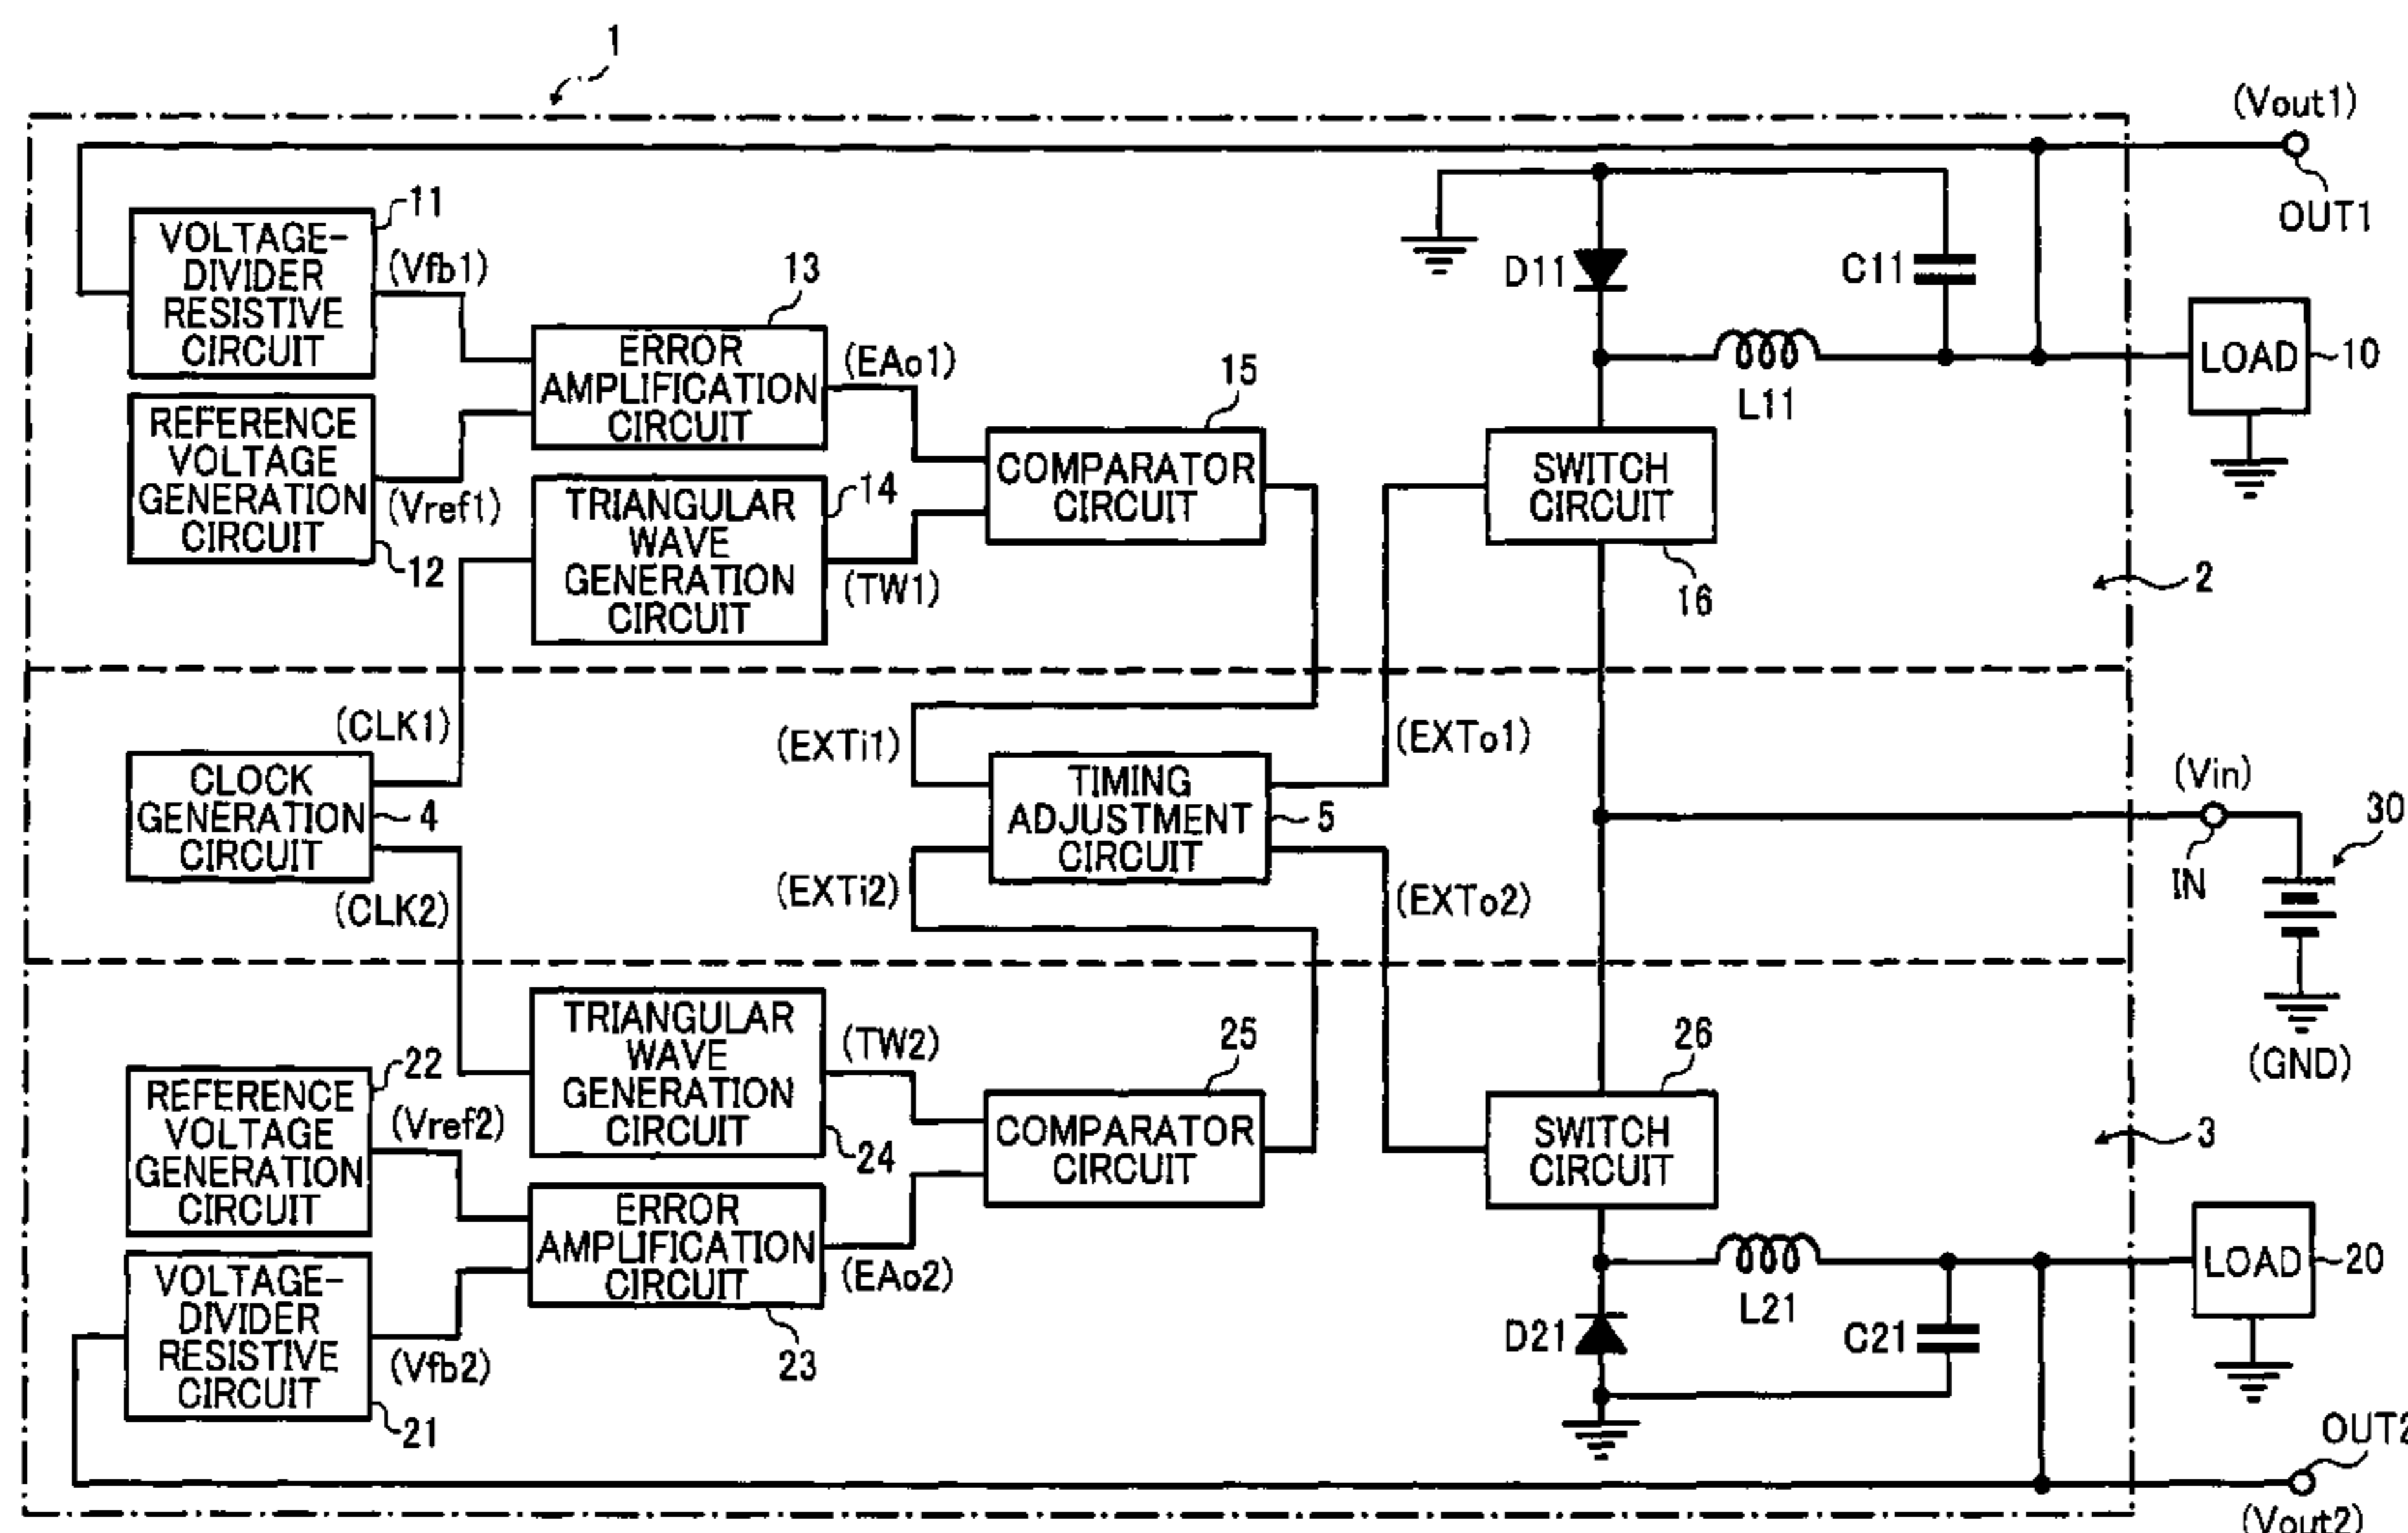 1
(Vout1)
OUT1
11
VOLTAGE-
DIVIDER
RESISTIVE
CIRCUIT
(Vfb1)
13
D11
C11
ERROR
AMPLIFICATION
CIRCUIT
(EAo1)
15
L11
LOAD
10
REFERENCE
VOLTAGE
GENERATION
CIRCUIT
(Vref1)
12
TRIANGULAR
WAVE
GENERATION
CIRCUIT
14
(TW1)
COMPARATOR
CIRCUIT
SWITCH
CIRCUIT
16
2
(CLK1)
(EXTi1)
(EXTo1)
CLOCK
GENERATION
CIRCUIT
4
TIMING
ADJUSTMENT
CIRCUIT
5
(Vin)
IN
30
(CLK2)
(EXTi2)
(EXTo2)
(GND)
TRIANGULAR
WAVE
GENERATION
CIRCUIT
24
(TW2)
25
26
22
REFERENCE
VOLTAGE
GENERATION
CIRCUIT
(Vref2)
COMPARATOR
CIRCUIT
SWITCH
CIRCUIT
3
ERROR
AMPLIFICATION
CIRCUIT
(EAo2)
23
VOLTAGE-
DIVIDER
RESISTIVE
CIRCUIT
(Vfb2)
21
D21
L21
C21
LOAD
20
OUT2
(Vout2)